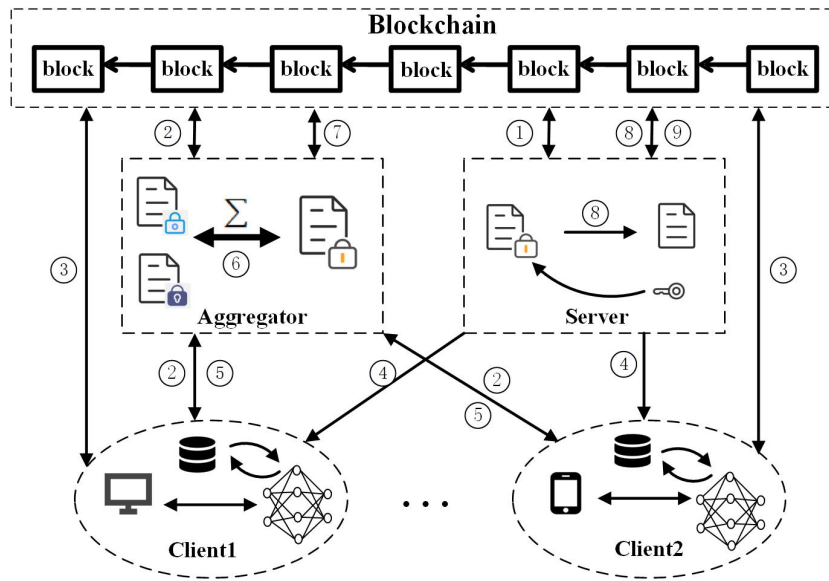 Blockchain
block block block block block block block
② ⑦ ① ⑧ ⑨
Σ
⑧
③ ⑥ ③
Aggregator Server
② ⑤ ④ ② ④
⑤
. . .
Client1 Client2